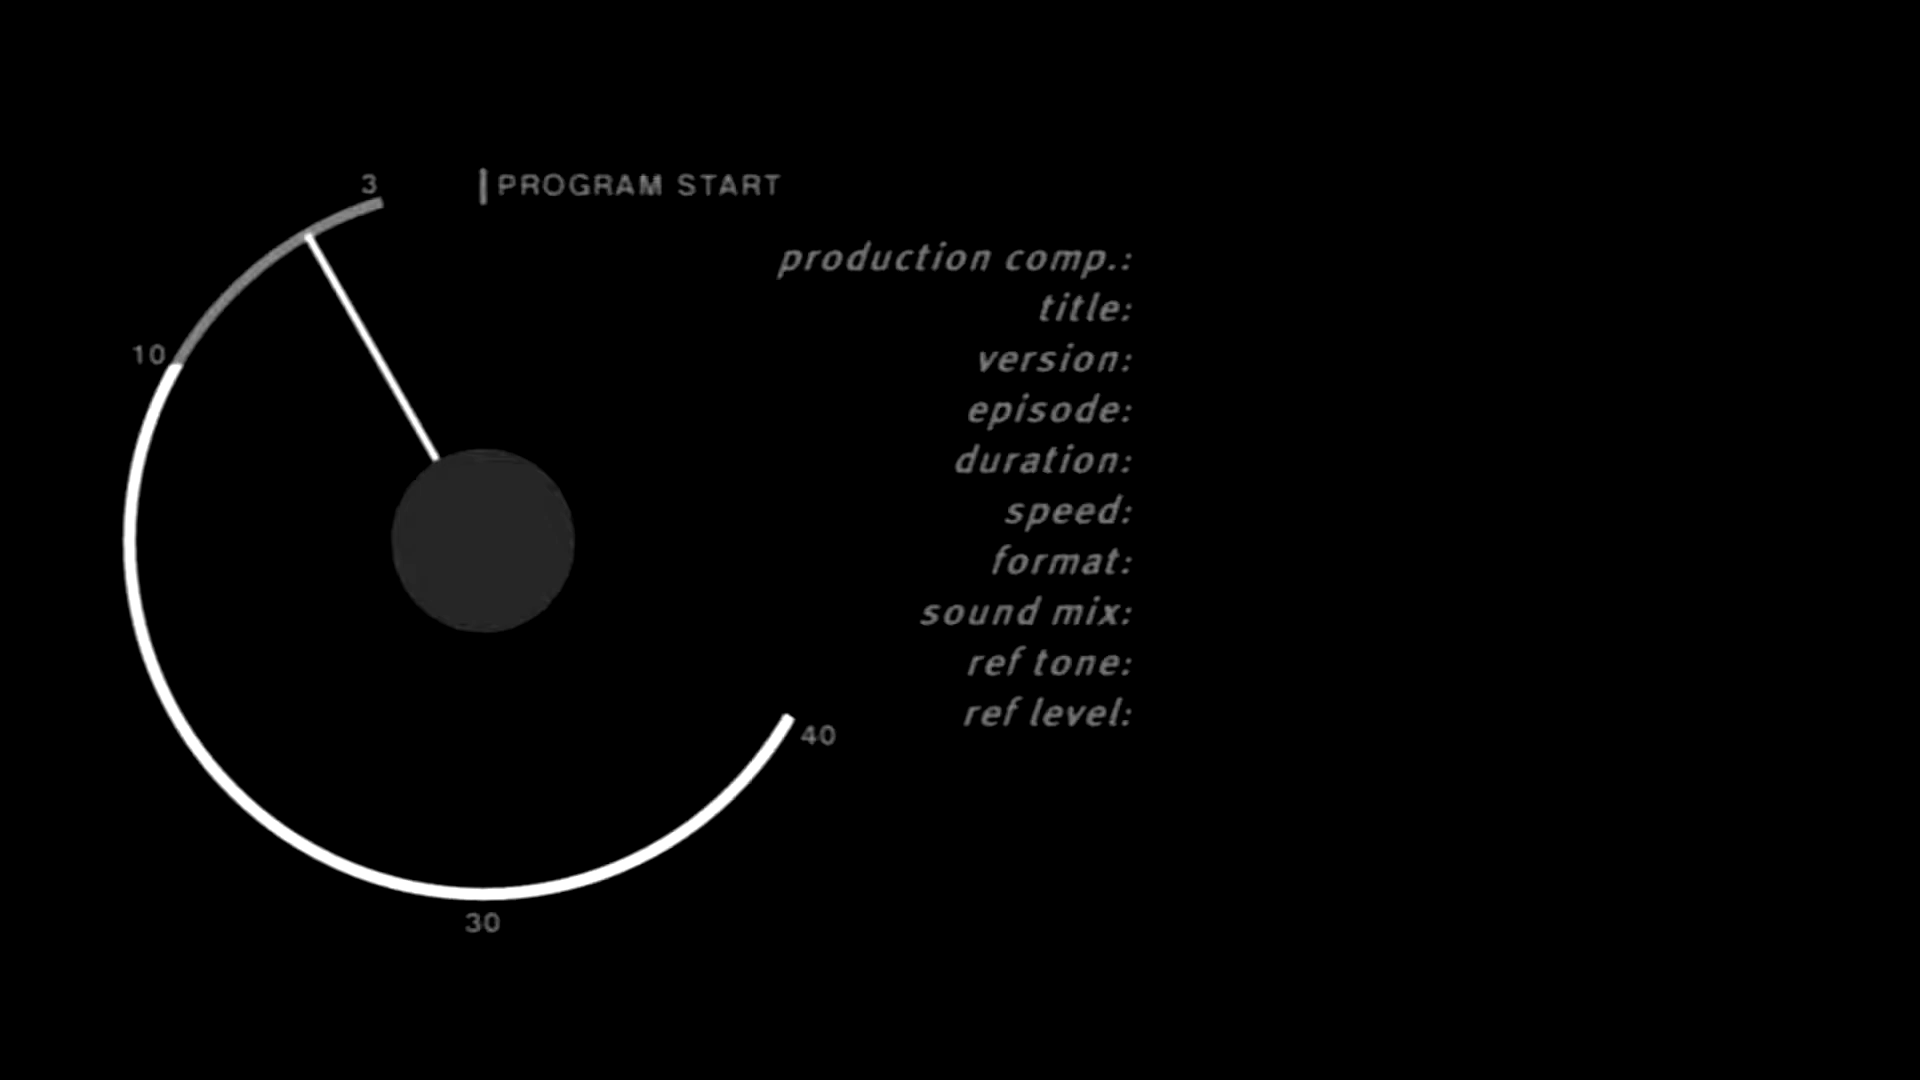 3
PROGRAM START
production comp.:
title:
10
version:
episode:
duration:
speed:
format:
sound mix:
ref tone:
ref level:
40
30